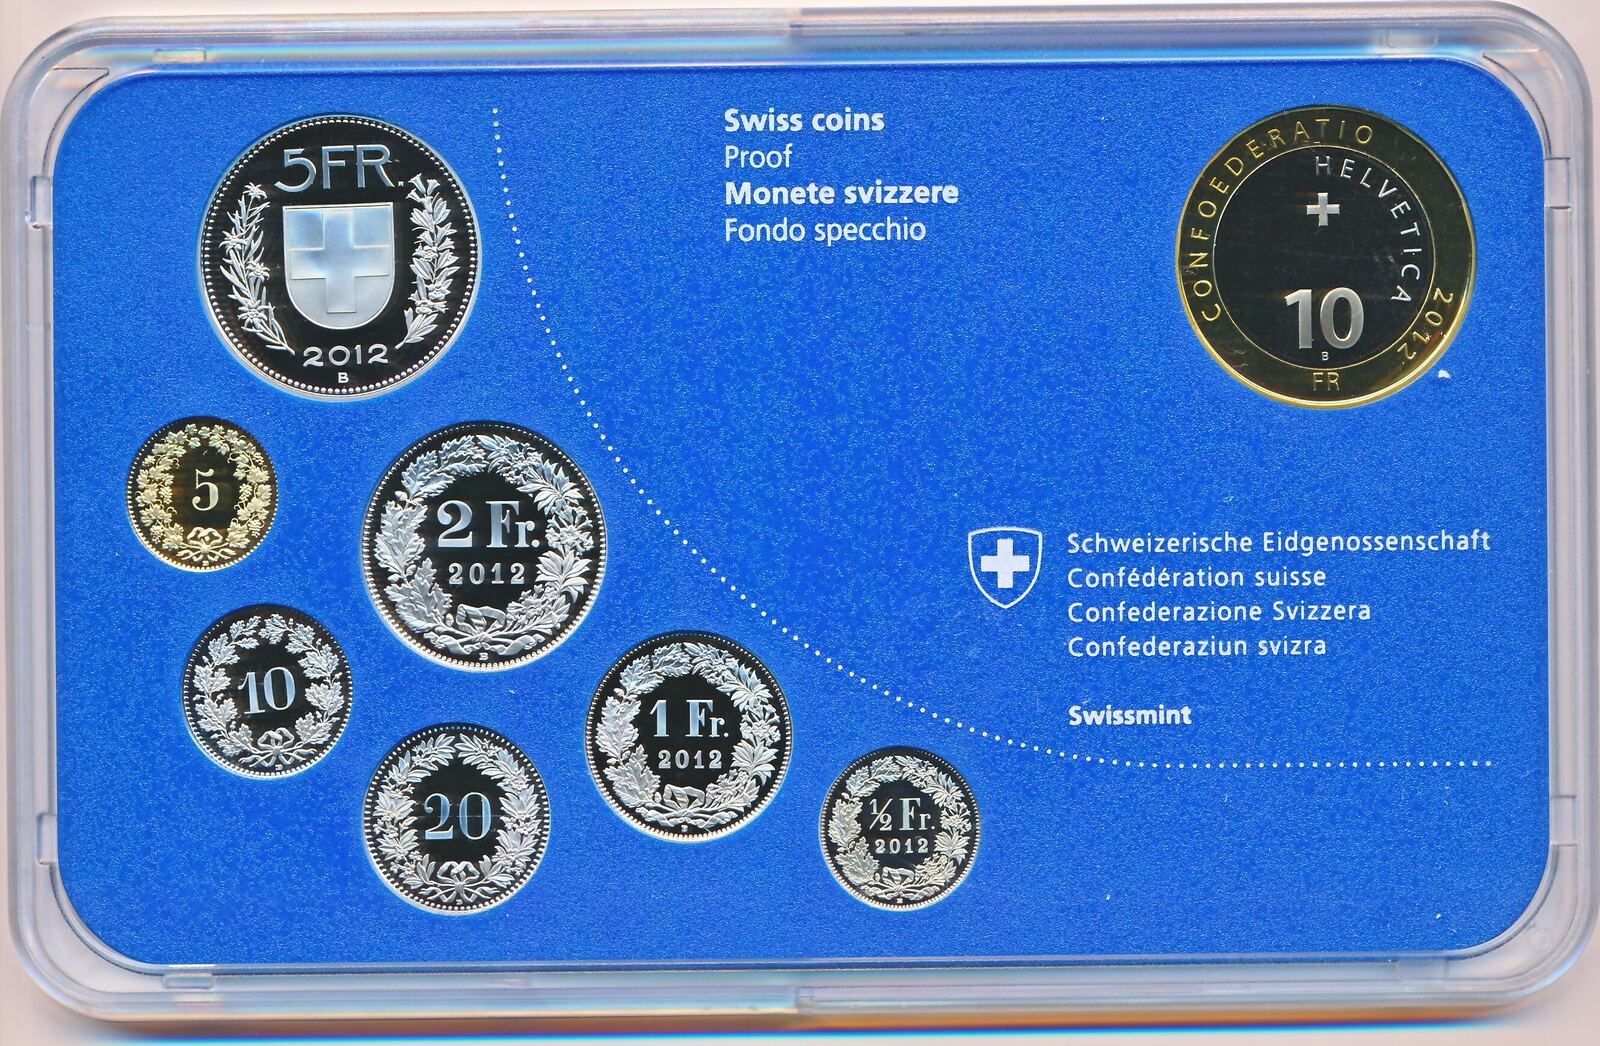 5FR.
2012
B
Swiss coins
Proof
Monete svizzere
Fondo specchio
CONFOEDERATIO
HELVETICA
2012
10
B
FR
5
2 Fr.
2012
B
10
B
20
B
1 Fr.
2012
B
½ Fr.
2012
B
Schweizerische Eidgenossenschaft
Confédération suisse
Confederazione Svizzera
Confederaziun svizra
Swissmint